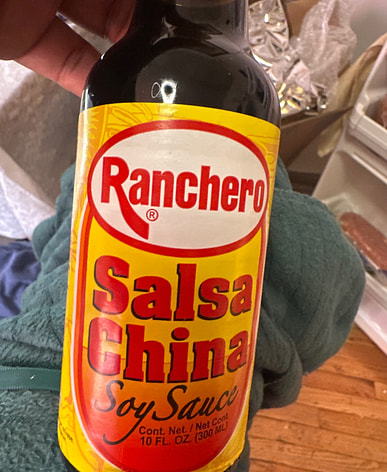 Ranchero
®
Salsa
China
Soy Sauce
Cont. Net. / Net Cont.
10 FL. OZ. (300 ML)